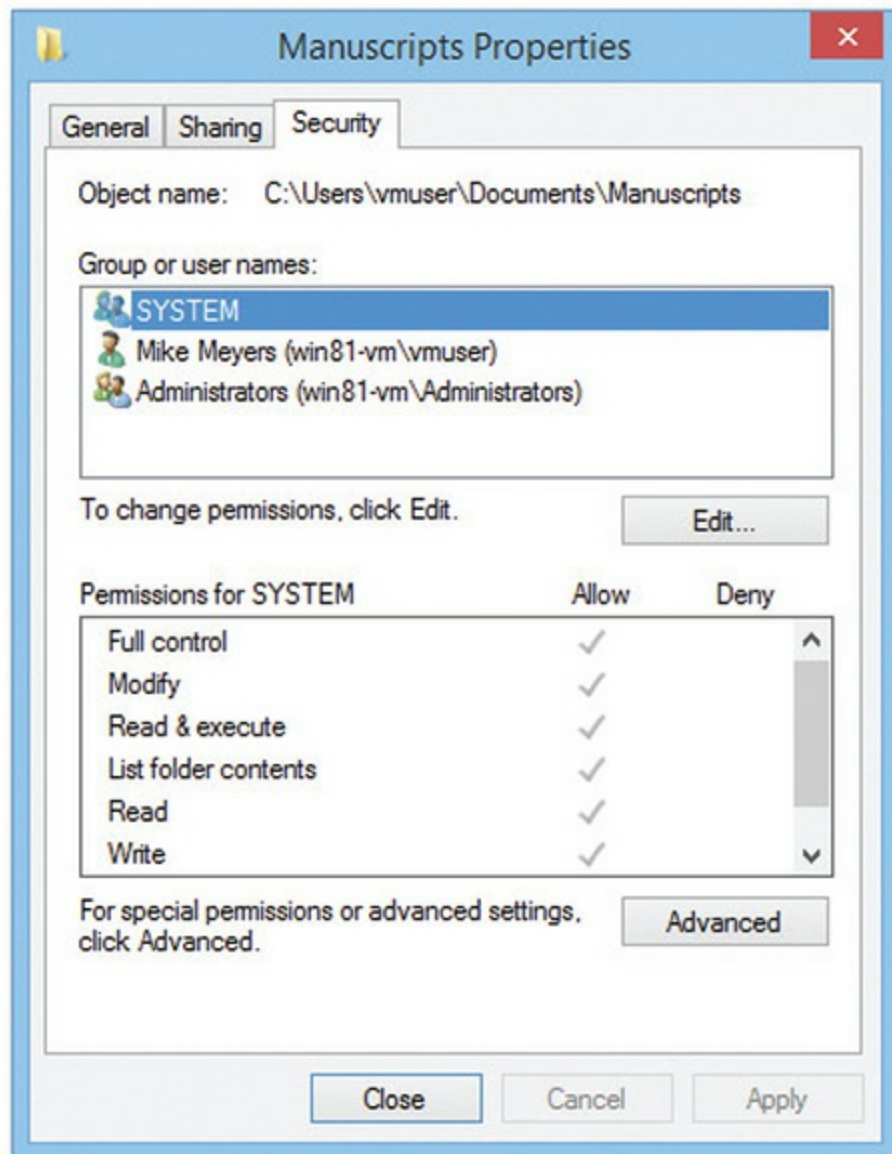 Manuscripts Properties
General Sharing Security
Object name: C:\Users\vmuser\Documents\Manuscripts
Group or user names:
SYSTEM
Mike Meyers (win81-vm\vmuser)
Administrators (win81-vm\Administrators)
To change permissions, click Edit. Edit...
Permissions for SYSTEM Allow Deny
Full control
Modify
Read & execute
List folder contents
Read
Write
For special permissions or advanced settings,
click Advanced. Advanced
Close Cancel Apply